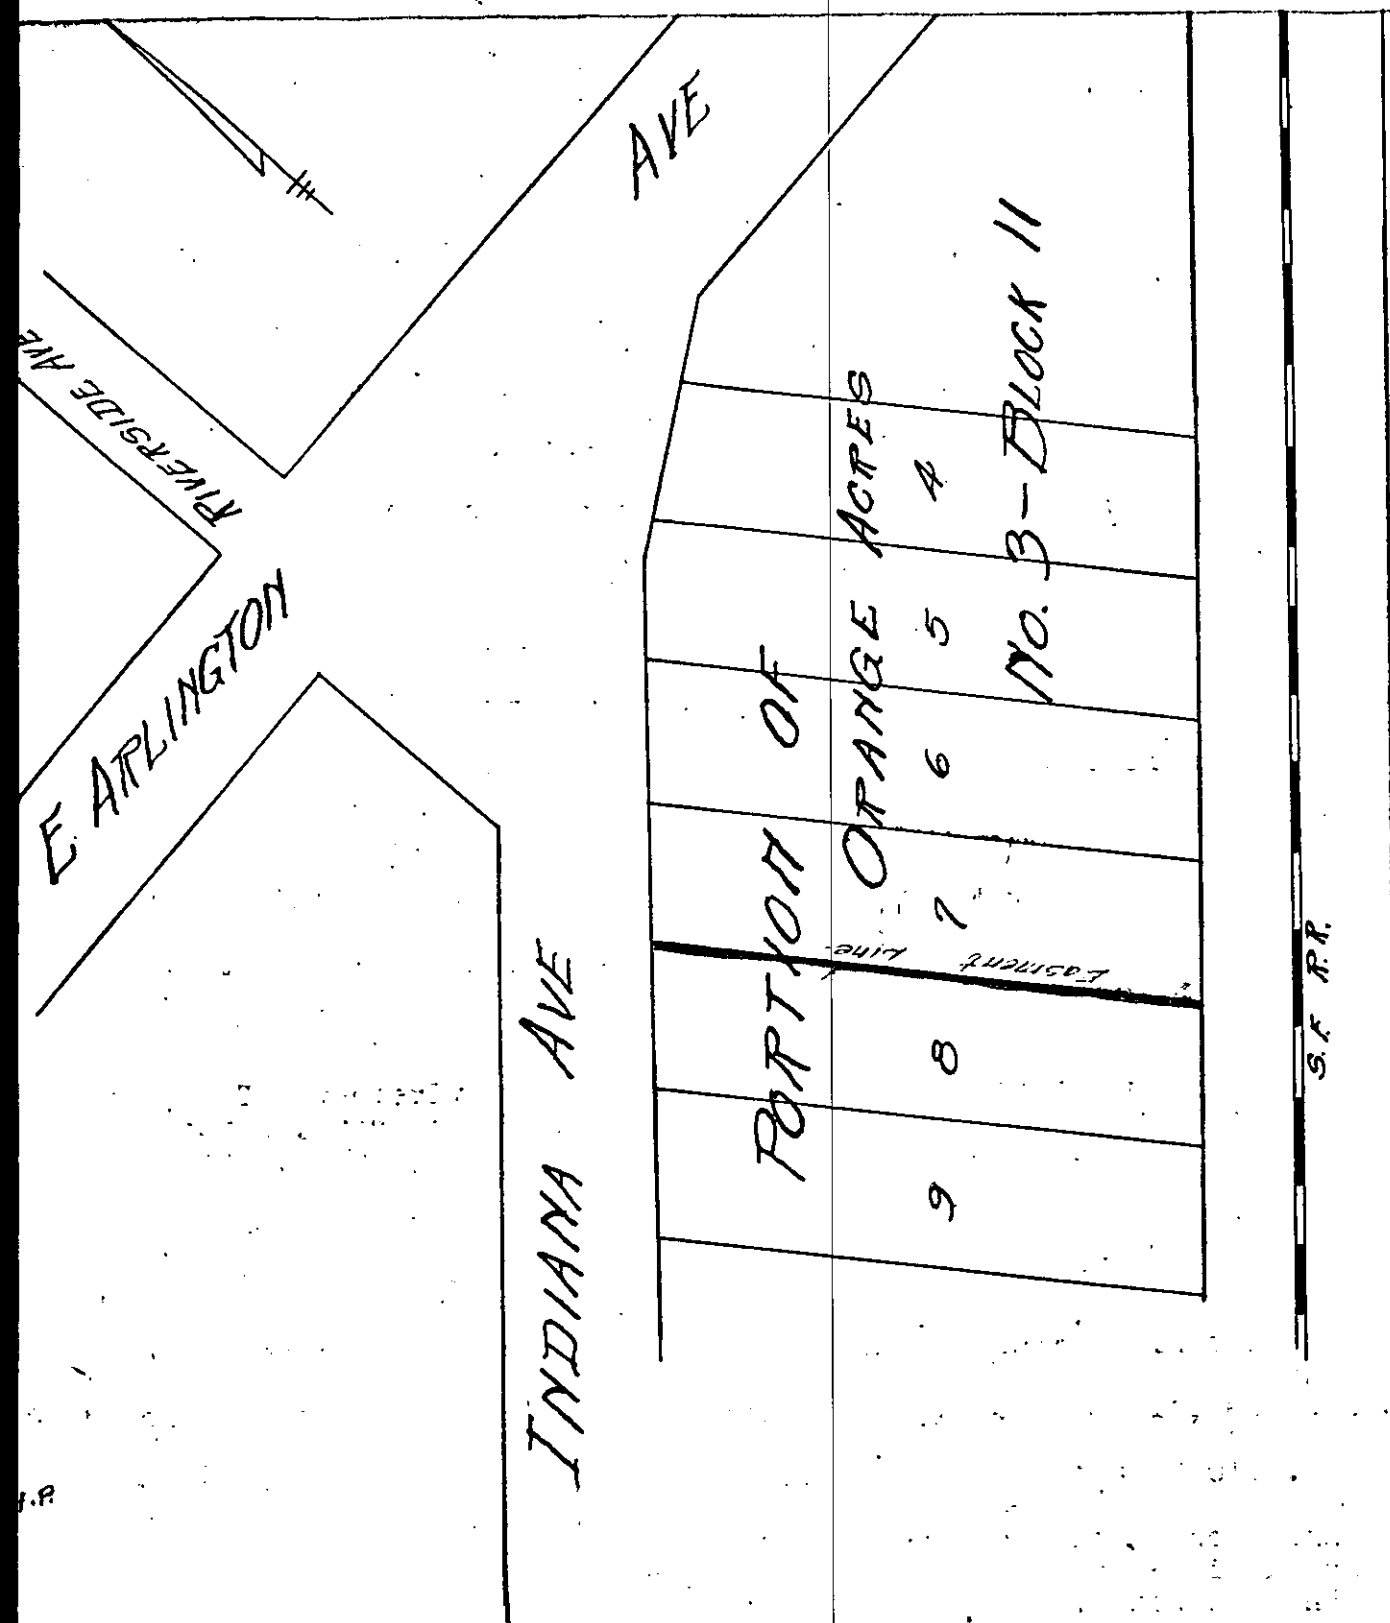 RIVERSIDE AVE
E. ARLINGTON AVE
INDIANA AVE
PORTION OF
ORANGE ACRES
No. 3 - BLOCK 11
4
5
6
7
8
9
Easment Line
S.F. R.R.